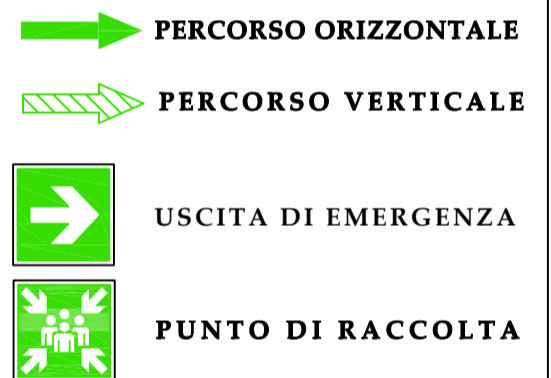 PERCORSO ORIZZONTALE
PERCORSO VERTICALE
USCITA DI EMERGENZA
PUNTO DI RACCOLTA